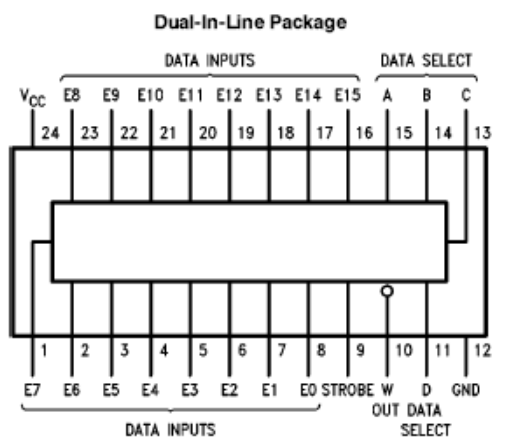 Dual-In-Line Package
DATA INPUTS DATA SELECT
VCC E8 E9 E10 E11 E12 E13 E14 E15 A B C
24 23 22 21 20 19 18 17 16 15 14 13
1 2 3 4 5 6 7 8 9 10 11 12
E7 E6 E5 E4 E3 E2 E1 E0 STROBE W D GND
OUT DATA
DATA INPUTS SELECT